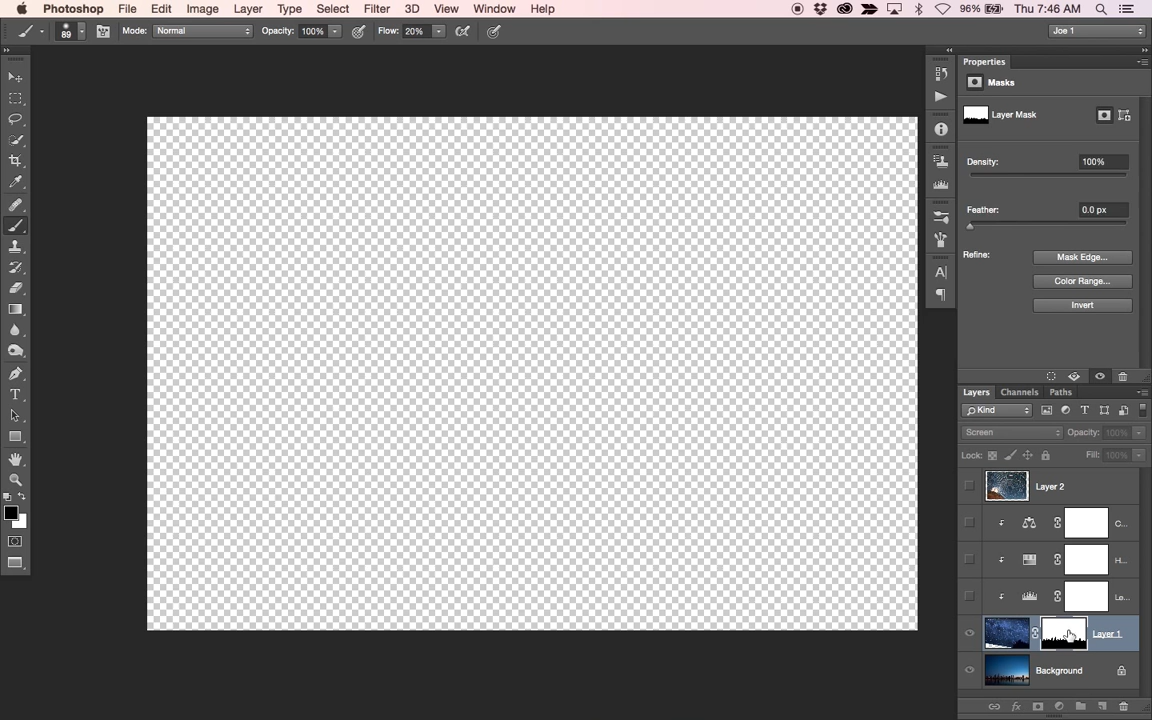 Photoshop File Edit Image Layer Type Select Filter 3D View Window Help 96% Thu 7:46 AM
89 Mode: Normal Opacity: 100% Flow: 20% Joe 1
Properties
Masks
Layer Mask
Density: 100%
Feather: 0.0 px
Refine: Mask Edge...
Color Range...
Invert
Layers Channels Paths
Kind
Screen Opacity: 100%
Lock: Fill: 100%
Layer 2
C...
H...
Le...
Layer 1
Background